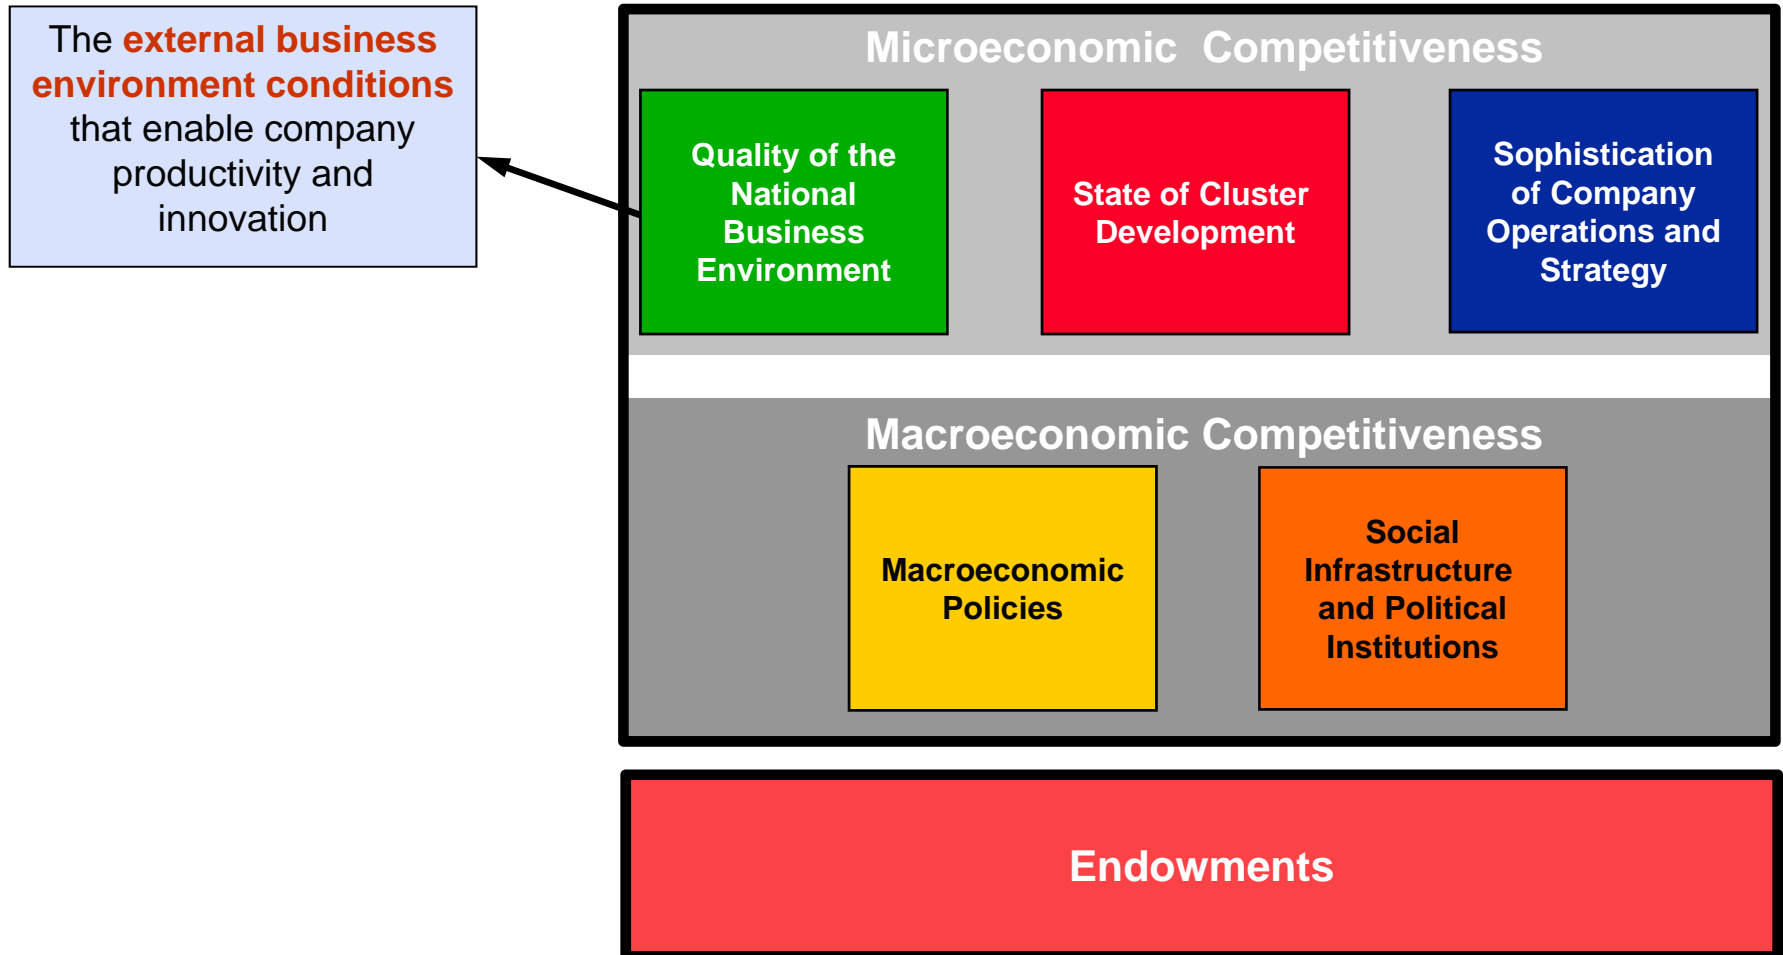 The external business
environment conditions
that enable company
productivity and
innovation
Microeconomic Competitiveness
Quality of the
National
Business
Environment
State of Cluster
Development
Sophistication
of Company
Operations and
Strategy
Macroeconomic Competitiveness
Macroeconomic
Policies
Social
Infrastructure
and Political
Institutions
Endowments